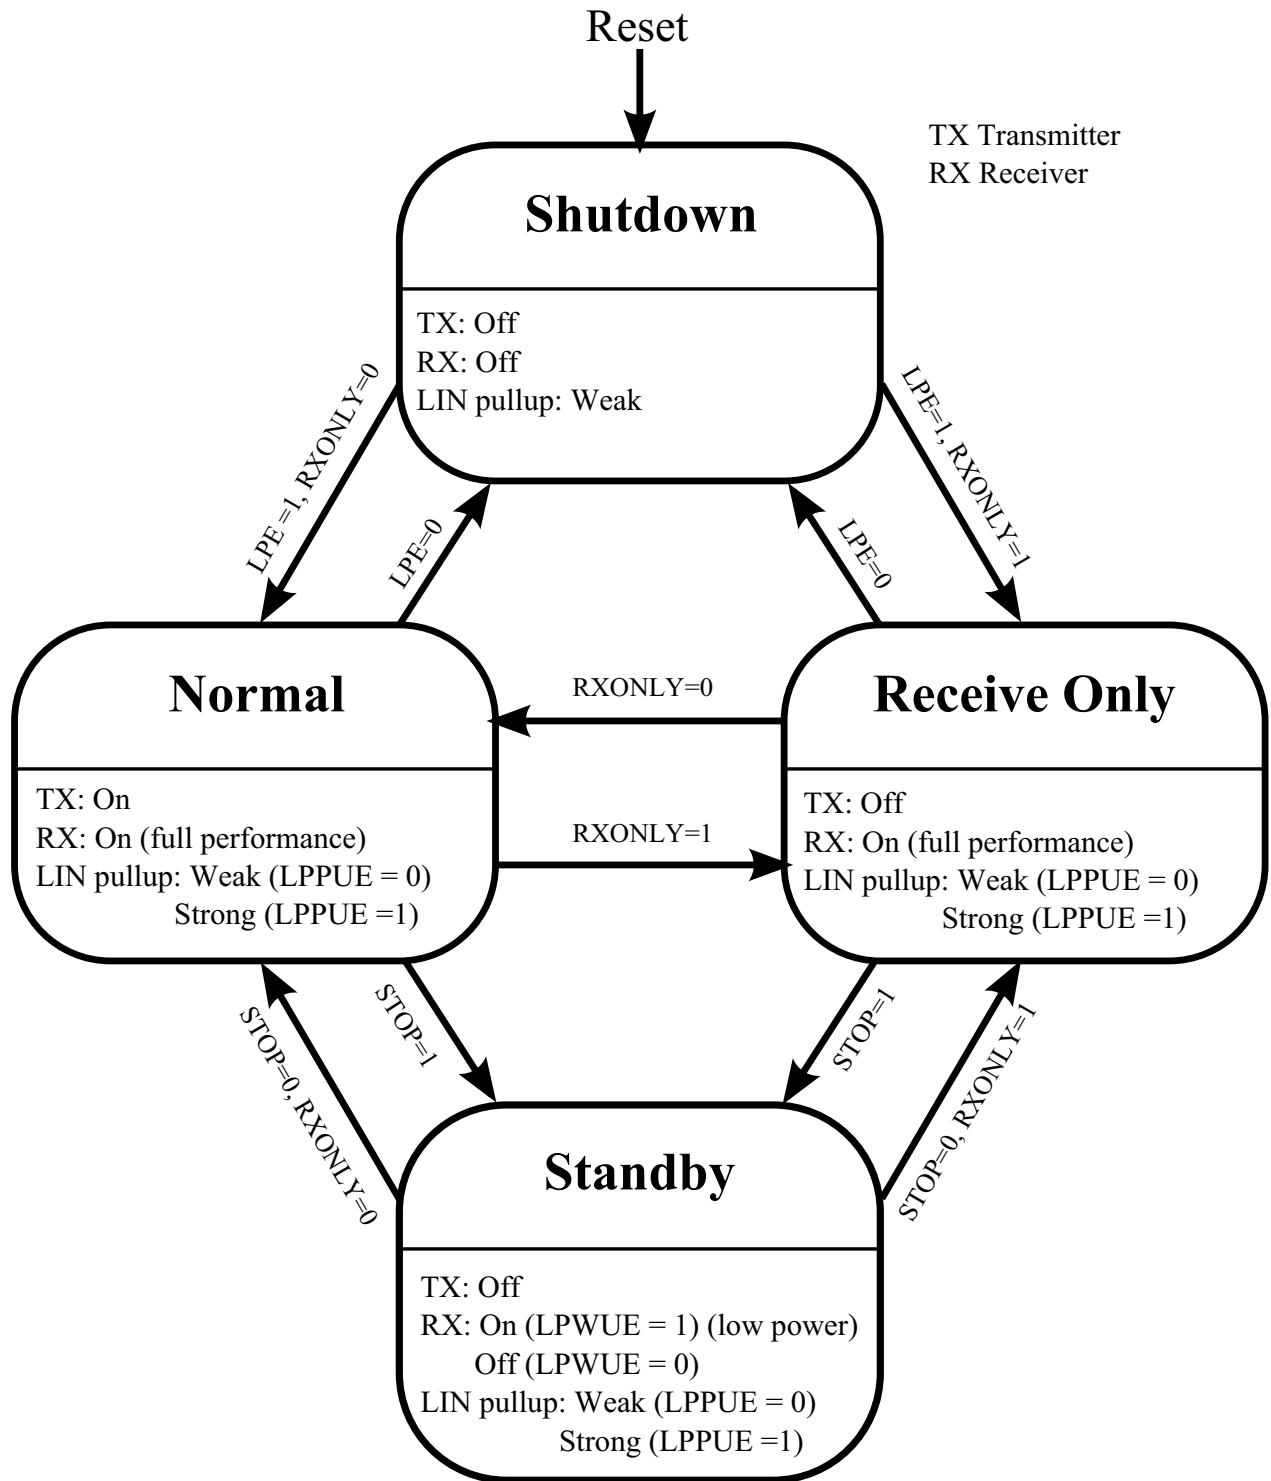 Reset
TX Transmitter
RX Receiver
Shutdown
TX: Off
RX: Off
LIN pullup: Weak
LPE =1, RXONLY=0
LPE=0
LPE=0
LPE=1, RXONLY=1
Normal
TX: On
RX: On (full performance)
LIN pullup: Weak (LPPUE = 0)
Strong (LPPUE =1)
RXONLY=0
RXONLY=1
Receive Only
TX: Off
RX: On (full performance)
LIN pullup: Weak (LPPUE = 0)
Strong (LPPUE =1)
STOP=0, RXONLY=0
STOP=1
STOP=1
STOP=0, RXONLY=1
Standby
TX: Off
RX: On (LPWUE = 1) (low power)
Off (LPWUE = 0)
LIN pullup: Weak (LPPUE = 0)
Strong (LPPUE =1)